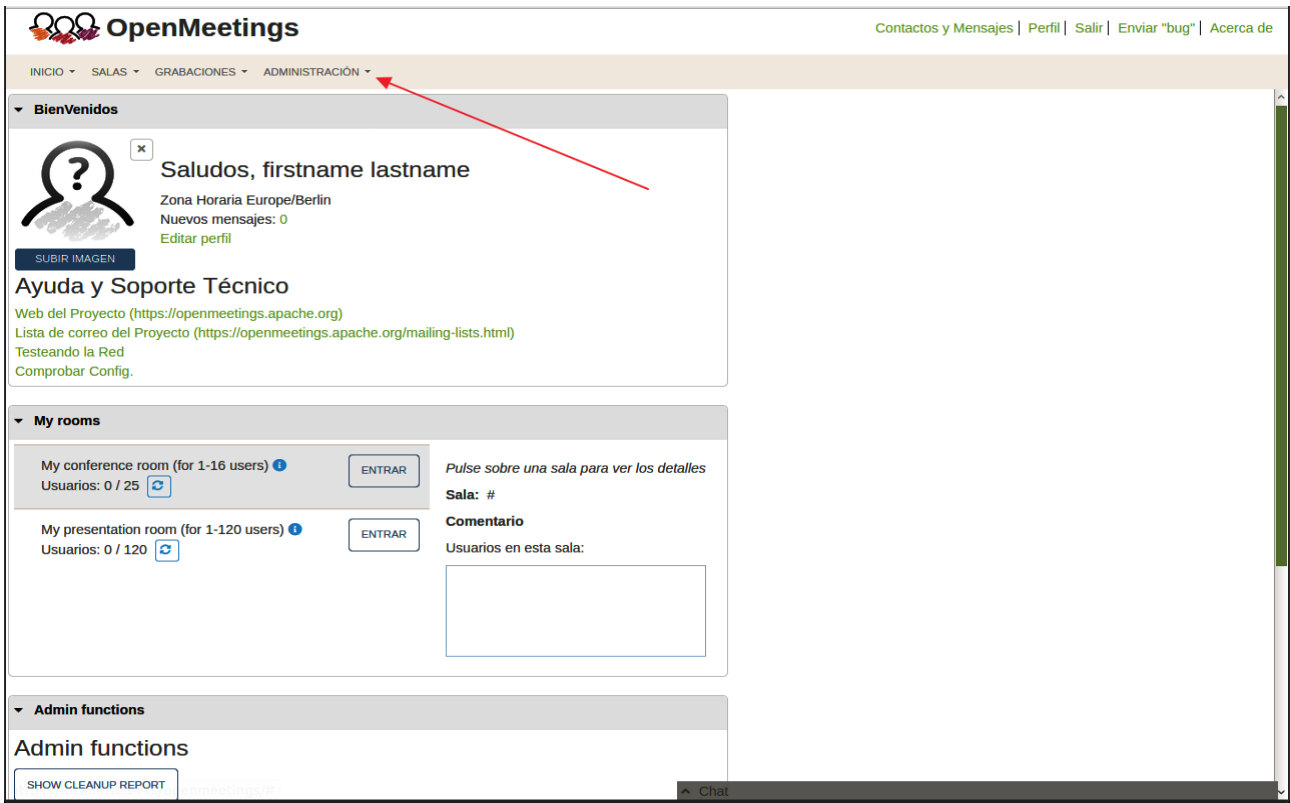 OpenMeetings
Contactos y Mensajes| Perfil| Salir| Enviar "bug"| Acerca de
INICIO SALAS GRABACIONES ADMINISTRACIÓN
BienVenidos
?
Saludos, firstname lastname
Zona Horaria Europe/Berlin
Nuevos mensajes: 0
Editar perfil
SUBIR IMAGEN
Ayuda y Soporte Técnico
Web del Proyecto (https://openmeetings.apache.org)
Lista de correo del Proyecto (https://openmeetings.apache.org/mailing-lists.html)
Testeando la Red
Comprobar Config.
My rooms
My conference room (for 1-16 users)
Usuarios: 0 / 25
ENTRAR
My presentation room (for 1-120 users)
Usuarios: 0 / 120
ENTRAR
Pulse sobre una sala para ver los detalles
Sala: #
Comentario
Usuarios en esta sala:
Admin functions
Admin functions
SHOW CLEANUP REPORT
Chat